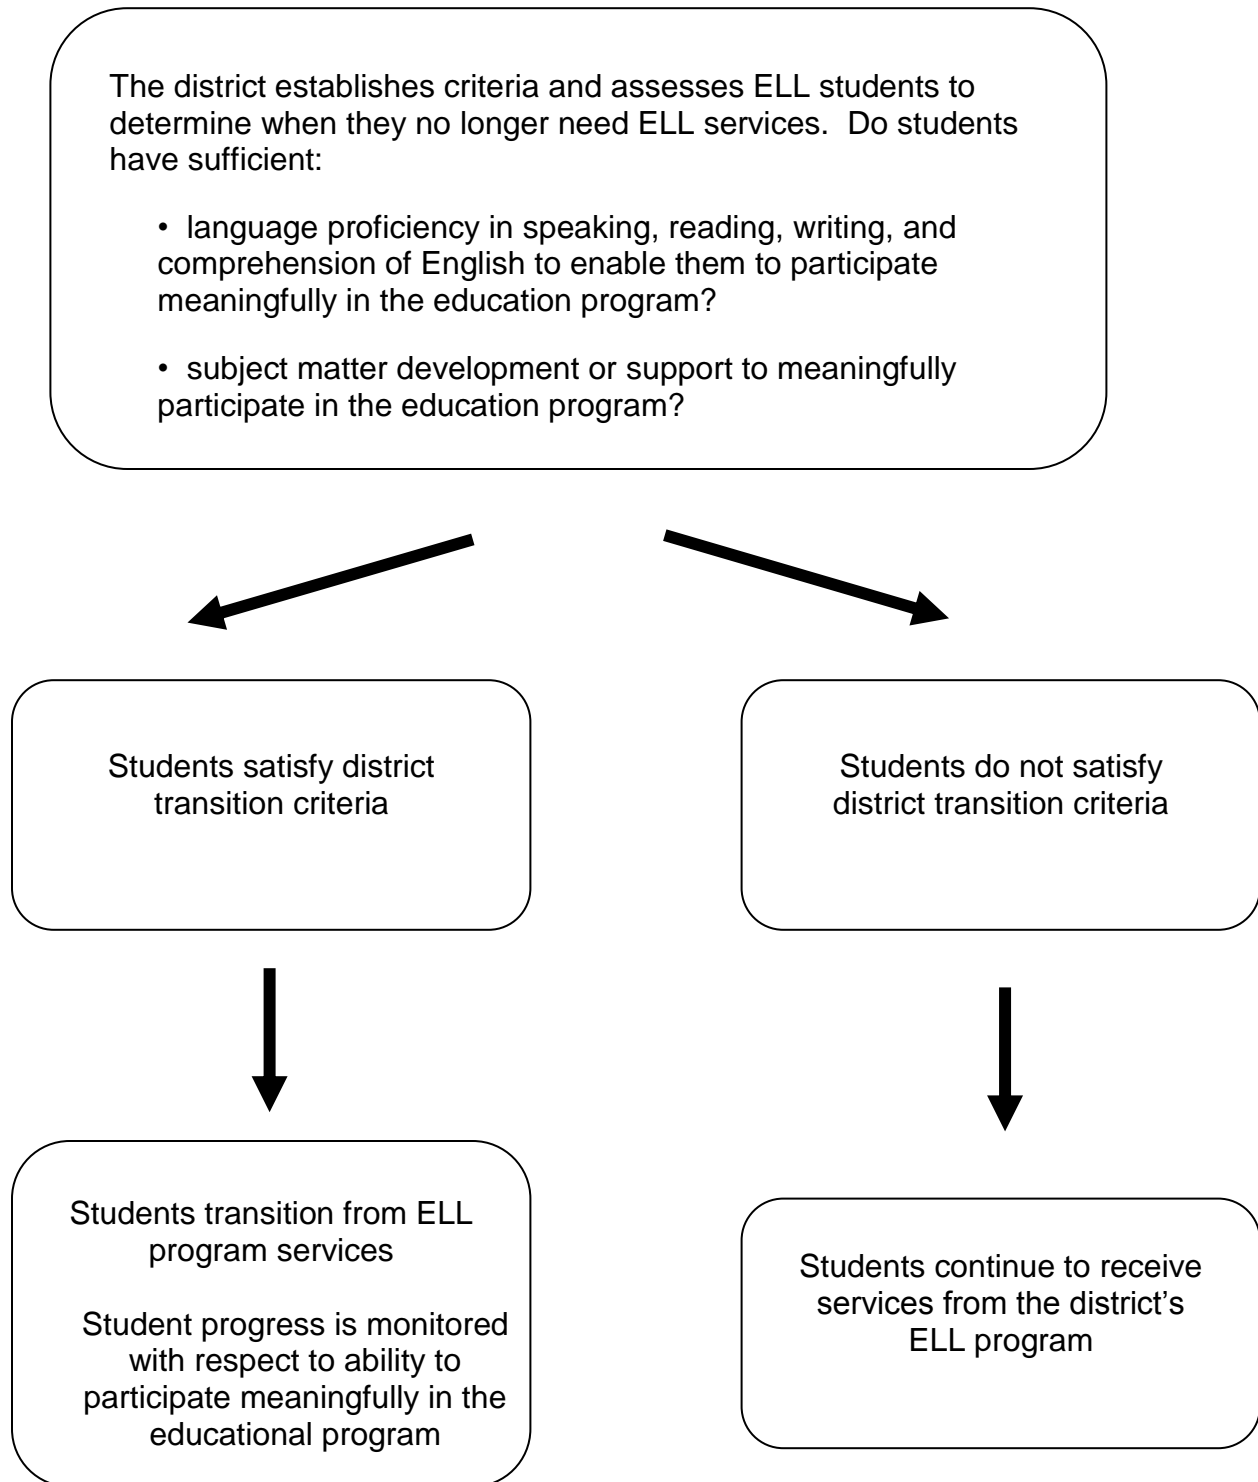 The district establishes criteria and assesses ELL students to
determine when they no longer need ELL services.  Do students
have sufficient:
• language proficiency in speaking, reading, writing, and
comprehension of English to enable them to participate
meaningfully in the education program?
• subject matter development or support to meaningfully
participate in the education program?
Students satisfy district
transition criteria
Students do not satisfy
district transition criteria
Students transition from ELL
program services
Student progress is monitored
with respect to ability to
participate meaningfully in the
educational program
Students continue to receive
services from the district’s
ELL program